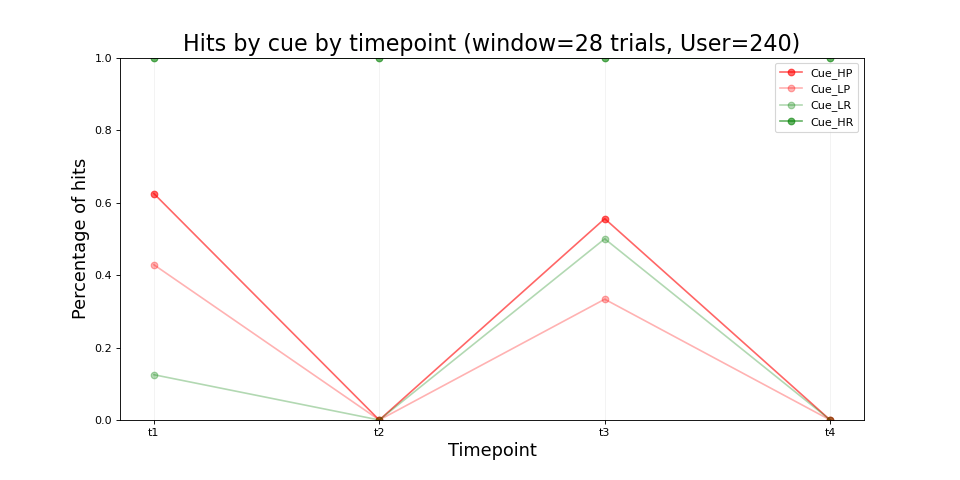 Hits by cue by timepoint (window=28 trials, User=240)
1.0
0.8
0.6
0.4
0.2
0.0
Percentage of hits
Cue_HP
Cue_LP
Cue_LR
Cue_HR
t1 t2 t3 t4
Timepoint